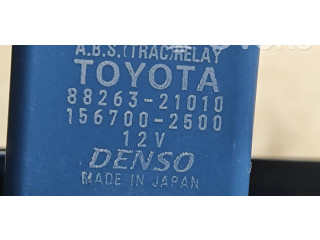 A.B.S.(TRAC)RELAY
TOYOTA
88263-21010
156700-2500
12V
DENSO
MADE IN JAPAN